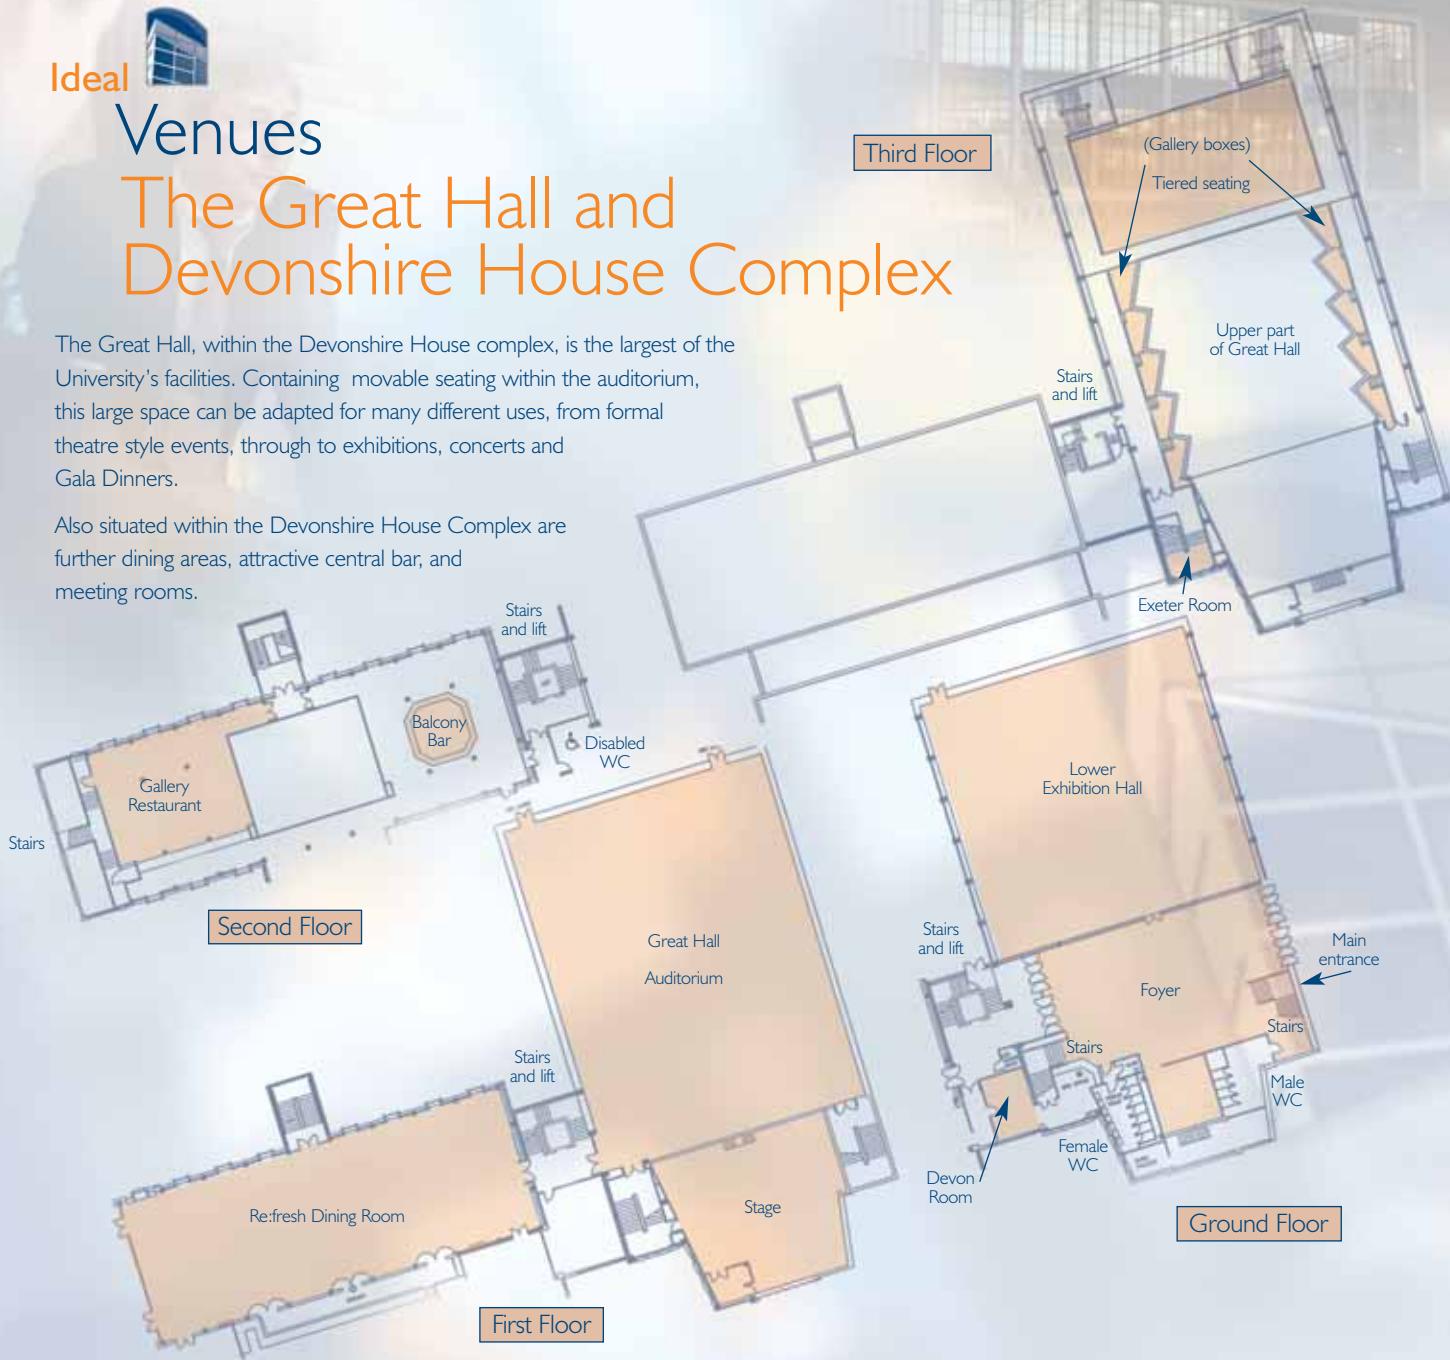 Ideal
Venues
The Great Hall and
Devonshire House Complex
The Great Hall, within the Devonshire House complex, is the largest of the
University's facilities. Containing movable seating within the auditorium,
this large space can be adapted for many different uses, from formal
theatre style events, through to exhibitions, concerts and
Gala Dinners.
Also situated within the Devonshire House Complex are
further dining areas, attractive central bar, and
meeting rooms.
Third Floor
(Gallery boxes)
Tiered seating
Upper part
of Great Hall
Stairs
and lift
Exeter Room
Stairs
and lift
Balcony
Bar
Disabled
WC
Gallery
Restaurant
Stairs
Second Floor
Great Hall
Auditorium
Stairs
and lift
Re:fresh Dining Room
Stage
First Floor
Lower
Exhibition Hall
Stairs
and lift
Main
entrance
Foyer
Stairs
Stairs
Male
WC
Female
WC
Devon
Room
Ground Floor